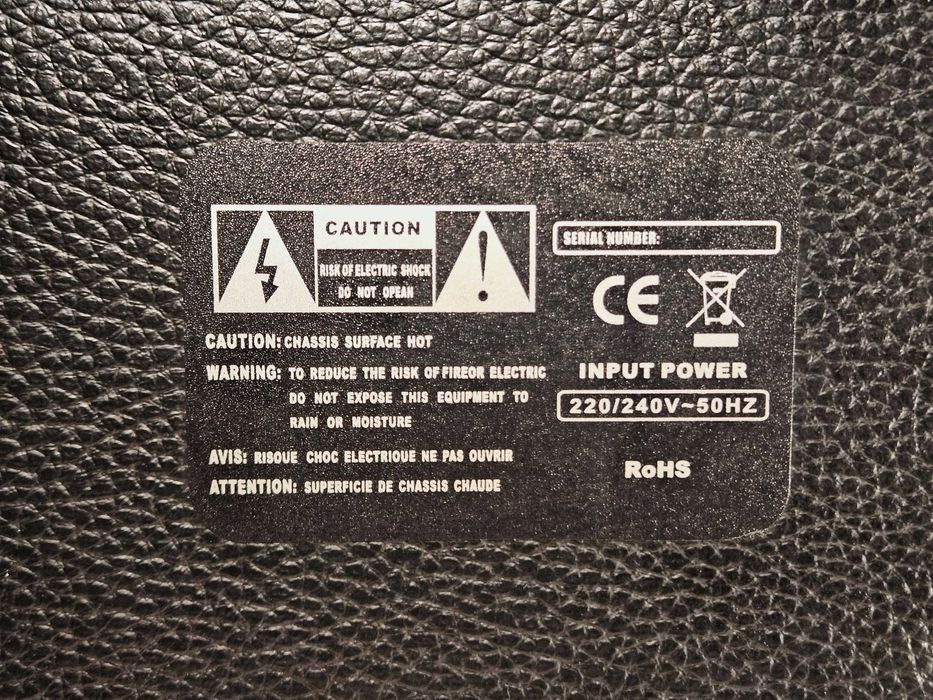 CAUTION
RISK OF ELECTRIC SHOCK
DO NOT OPEAN
CAUTION: CHASSIS SURFACE HOT
WARNING: TO REDUCE THE RISK OF FIREOR ELECTRIC
DO NOT EXPOSE THIS EQUIPMENT TO
RAIN OR MOISTURE
AVIS: RISOUE CHOC ELECTRIOUE NE PAS OUVRIR
ATTENTION: SUPERFICIE DE CHASSIS CHAUDE
SERIAL NUMBER:
CE
INPUT POWER
220/240V~50HZ
RoHS